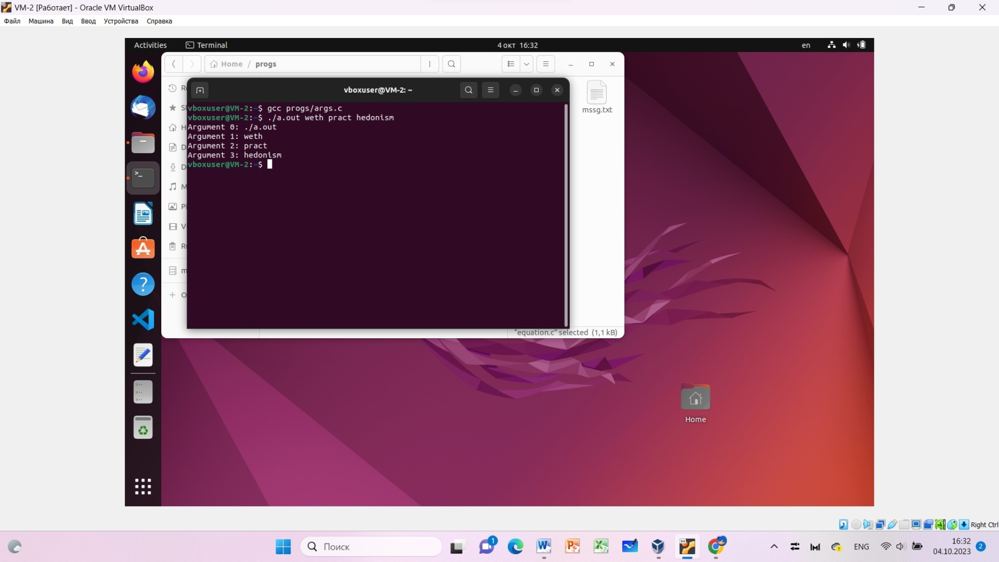 VM-2 [Работает] - Oracle VM VirtualBox
Файл Машина Вид Ввод Устройства Справка
Activities Terminal 4 окт 16:32 en
Home / progs
vboxuser@VM-2: ~
vboxuser@VM-2:~$ gcc progs/args.c
vboxuser@VM-2:~$ ./a.out weth pract hedonism
Argument 0: ./a.out
Argument 1: weth
Argument 2: pract
Argument 3: hedonism
vboxuser@VM-2:~$
mssg.txt
"equation.c" selected (1,1 kB)
Home
Right Ctrl
Поиск
1
64
ENG
16:32
04.10.2023
2